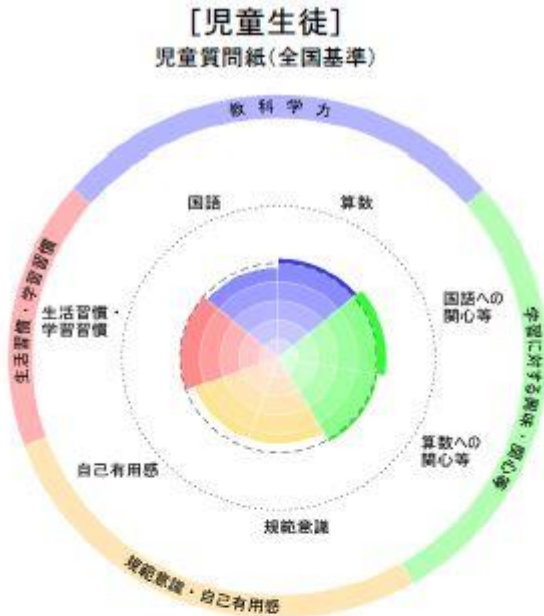 [児童生徒]
児童質問紙(全国基準)
教科学力
国語
算数
生活習慣・学習習慣
生活習慣・
学習習慣
国語への
関心等
学習に対する興味・関心等
算数への
関心等
自己有用感
規範意識
規範意識・自己有用感